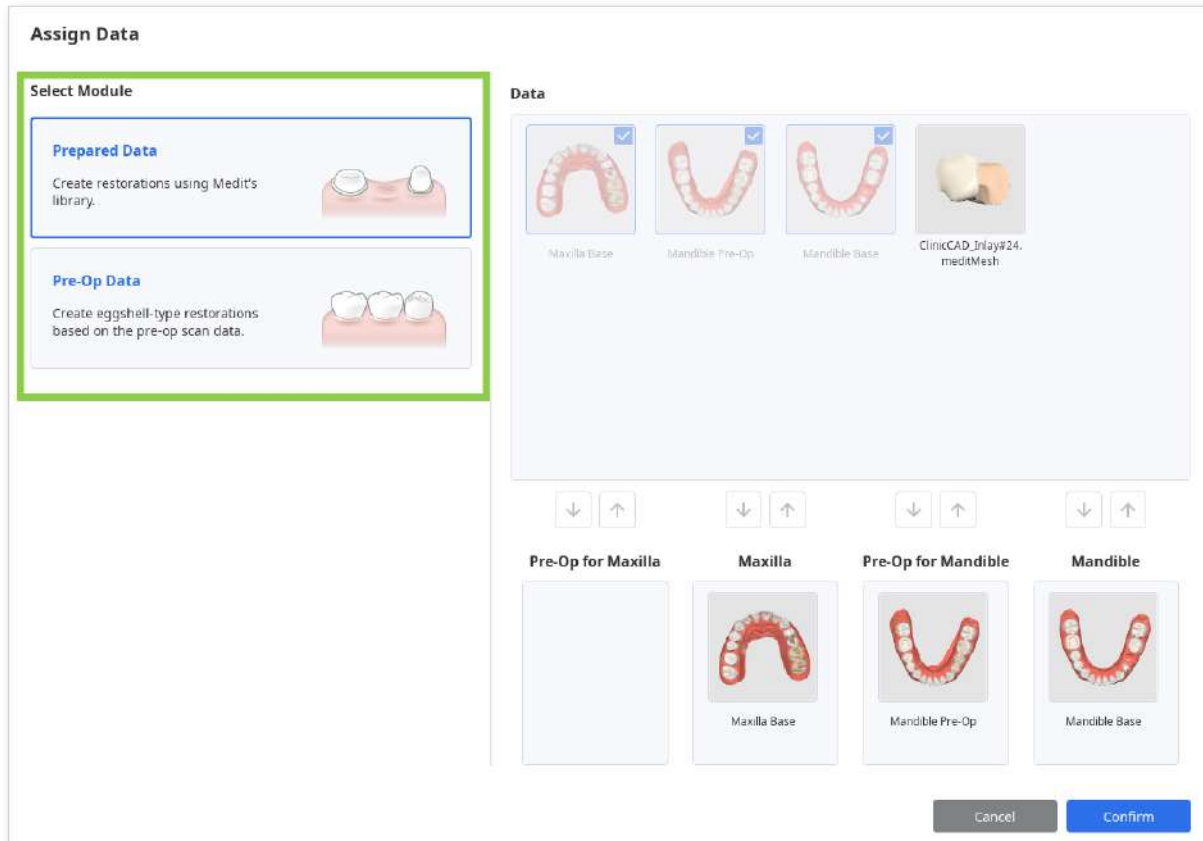 Assign Data
Select Module
Prepared Data
Create restorations using Medit's
library.
Pre-Op Data
Create eggshell-type restorations
based on the pre-op scan data.
Data
Maxilla Base
Mandible Pre-Op
Mandible Base
ClinicCAD_Inlay#24.
meditMesh
Pre-Op for Maxilla
Maxilla
Pre-Op for Mandible
Mandible
Maxilla Base
Mandible Pre-Op
Mandible Base
Cancel
Confirm